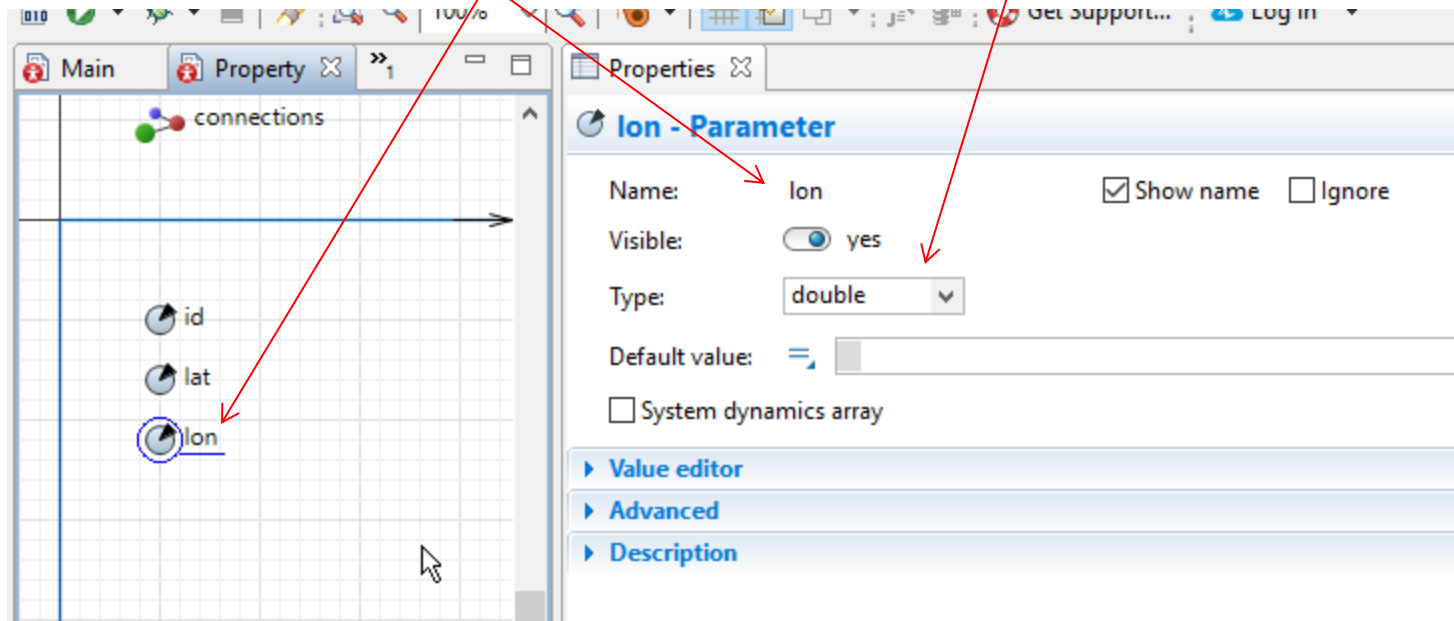 100%
Get Support...
Log in
Main
Property
1
connections
id
lat
lon
Properties
lon - Parameter
Name: lon Show name Ignore
Visible: yes
Type: double
Default value:
System dynamics array
Value editor
Advanced
Description